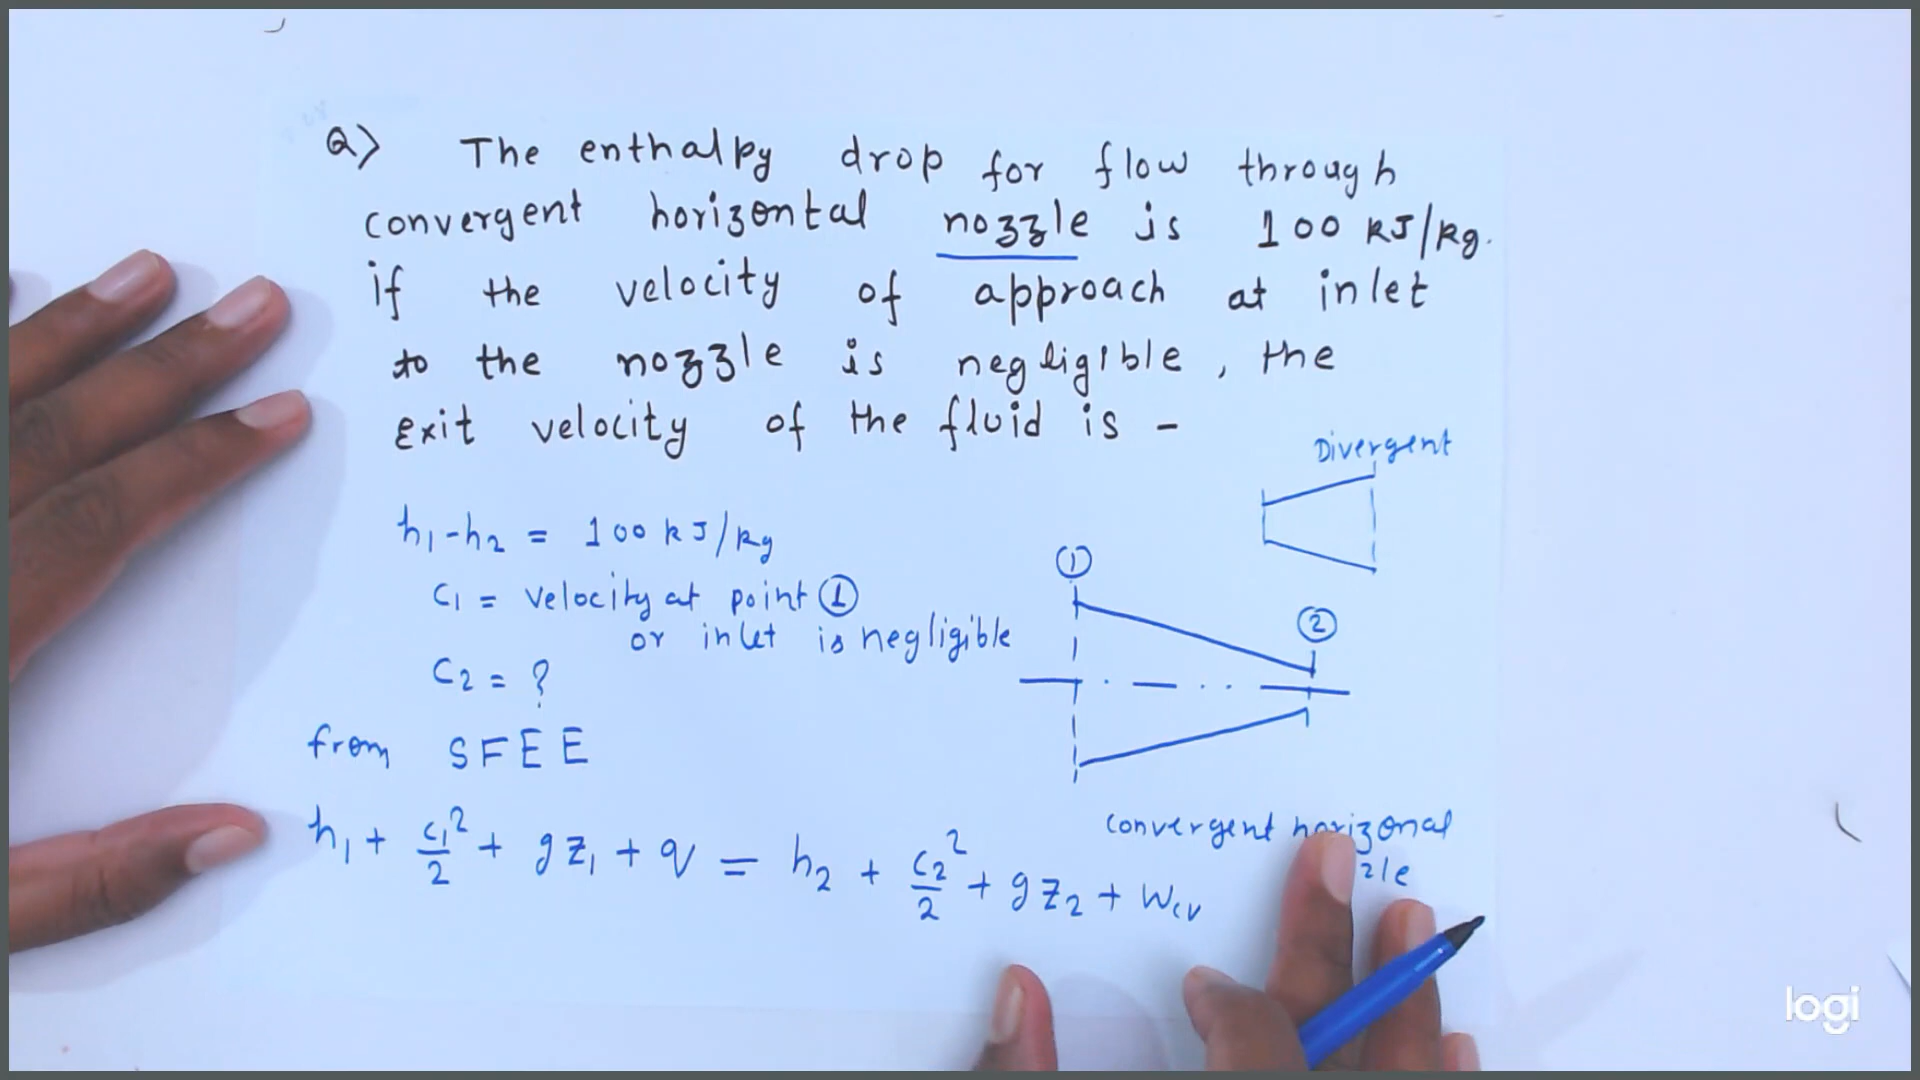 Q) The enthalpy drop for flow through
convergent horizontal nozzle is 100 kJ/kg.
if the velocity of approach at inlet
to the nozzle is negligible, the
exit velocity of the fluid is -
Divergent
h₁-h₂ = 100 kJ/kg
①
c₁ = velocity at point ①
or inlet is negligible
②
c₂ = ?
from SFEE
h₁ + c₁²/2 + gz₁ + q = h₂ + c₂²/2 + gz₂ + Wcv
convergent horizonal
zle
logi